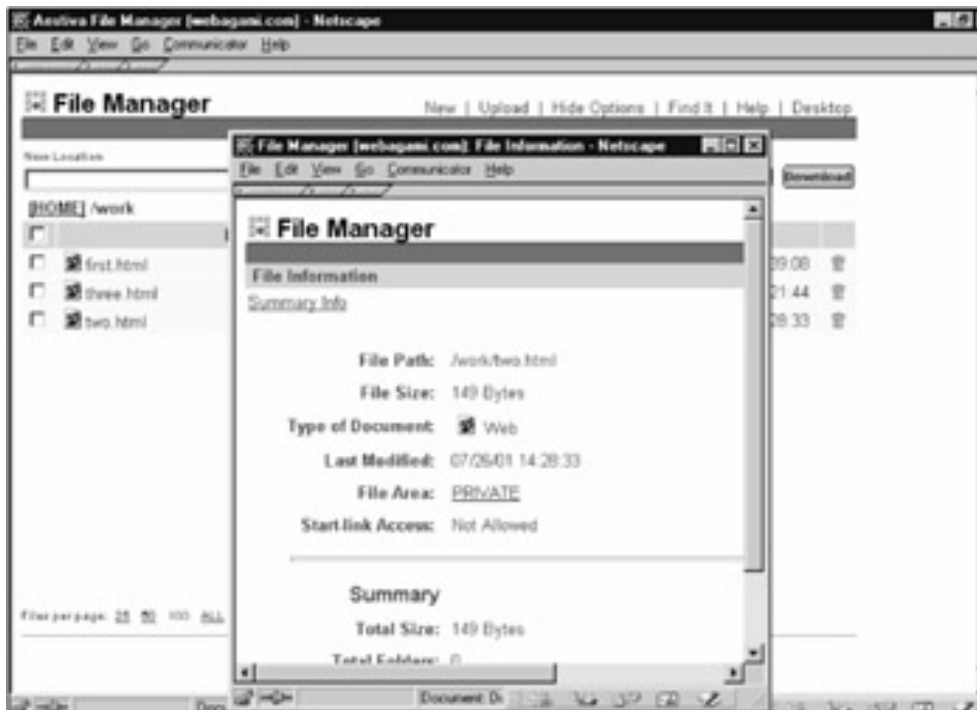 Aestiva File Manager [webagami.com] - Netscape
File Edit View Go Communicator Help
File Manager
New | Upload | Hide Options | Find It | Help | Desktop
New Location
Download
[HOME] /work
first.html
39:08
three.html
21:44
two.html
28:33
Files per page: 25 50 100 ALL
File Manager [webagami.com]: File Information - Netscape
File Edit View Go Communicator Help
File Manager
File Information
Summary Info
File Path: /work/two.html
File Size: 149 Bytes
Type of Document: Web
Last Modified: 07/26/01 14:28:33
File Area: PRIVATE
Start-link Access: Not Allowed
Summary
Total Size: 149 Bytes
Total Folders: 0
Document: D
Docu